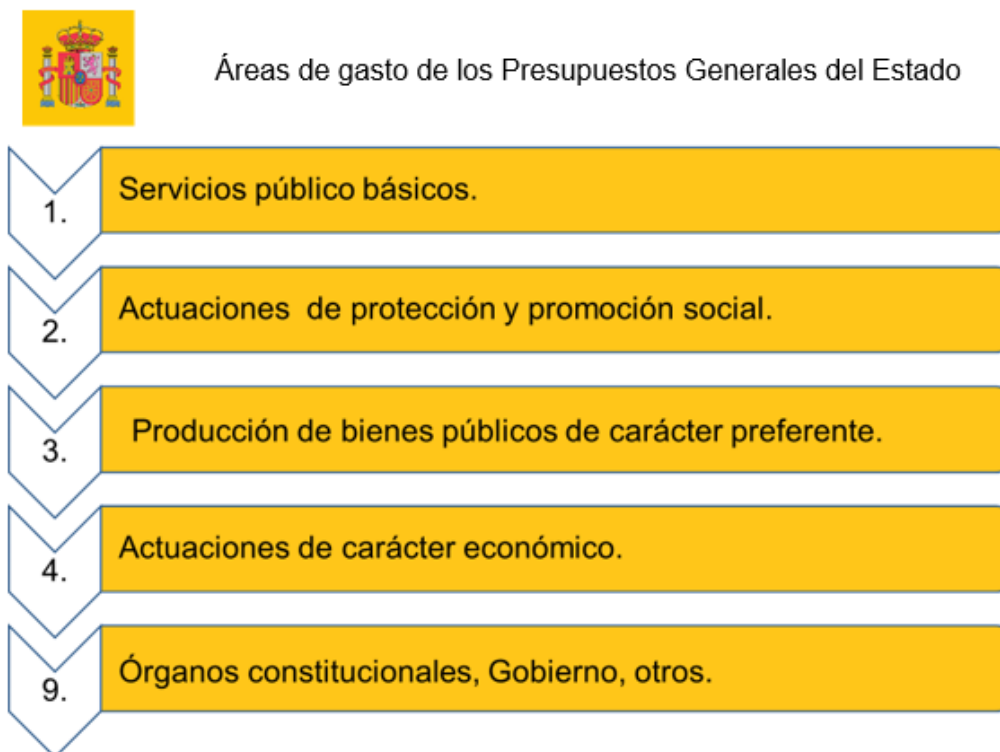 Áreas de gasto de los Presupuestos Generales del Estado
1. Servicios público básicos.
2. Actuaciones de protección y promoción social.
3. Producción de bienes públicos de carácter preferente.
4. Actuaciones de carácter económico.
9. Órganos constitucionales, Gobierno, otros.